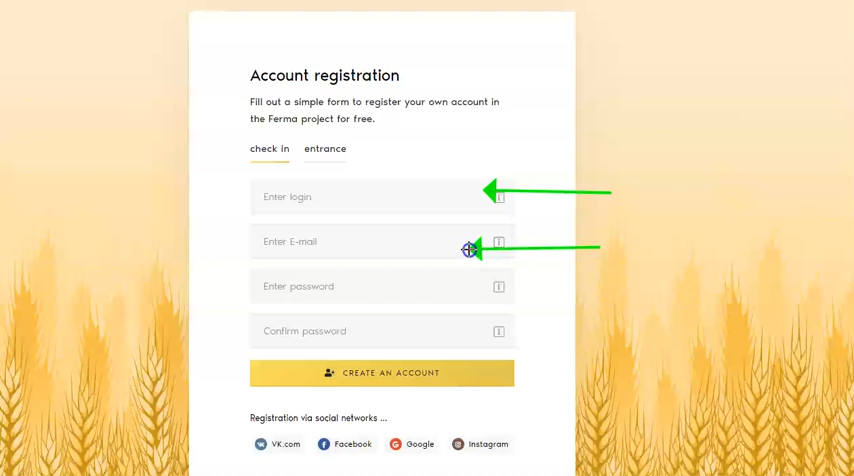 Account registration
Fill out a simple form to register your own account in
the Ferma project for free.
check in entrance
Enter login
Enter E-mail
Enter password
Confirm password
CREATE AN ACCOUNT
Registration via social networks ...
VK.com Facebook Google Instagram